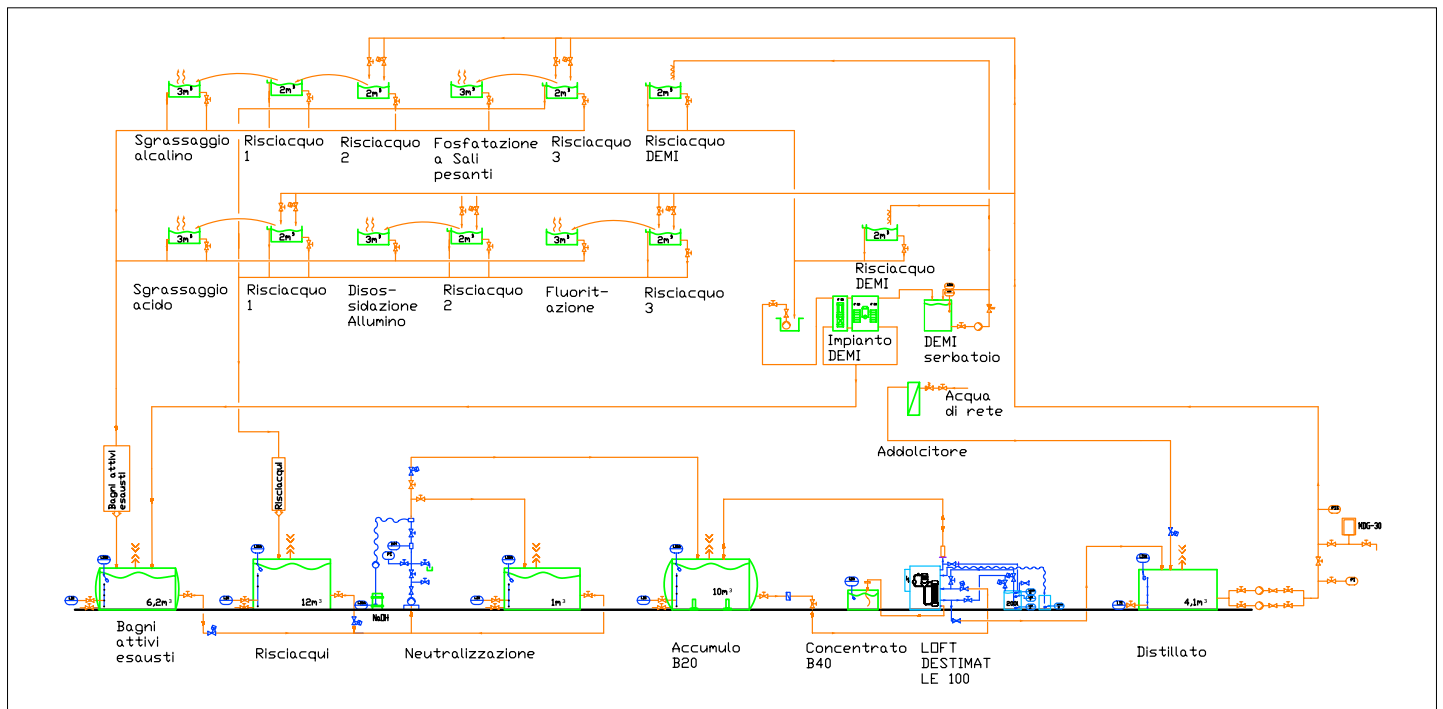 3m³
2m³
2m³
3m³
2m³
2m³
Sgrassaggio
alcalino
Risciacquo
1
Risciacquo
2
Fosfatazione
a Sali
pesanti
Risciacquo
3
Risciacquo
DEMI
3m³
2m³
3m³
2m³
3m³
2m³
2m³
Sgrassaggio
acido
Risciacquo
1
Disos-
sidazione
Allumino
Risciacquo
2
Fluorit-
azione
Risciacquo
3
Risciacquo
DEMI
Impianto
DEMI
DEMI
serbatoio
Acqua
di rete
Addolcitore
Bagni attivi
esausti
Risciacqui
NDG-30
PI
6,2m³
12m³
NaOH
1m³
10m³
4,1m³
Bagni
attivi
esausti
Risciacqui
Neutralizzazione
Accumulo
B20
Concentrato
B40
LOFT
DESTIMAT
LE 100
Distillato